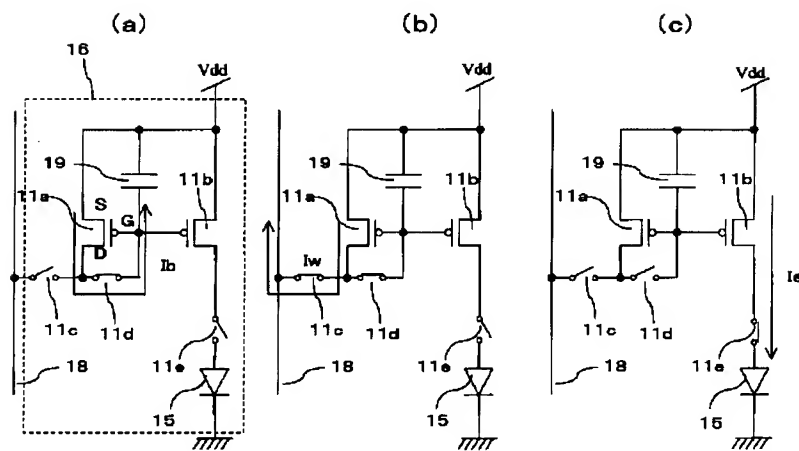 (a) (b) (c)
16
Vdd Vdd Vdd
19 19 19
11a S G D 11b
11a 11b
11a 11b
Ib Iw Ie
11c 11d 11c 11d 11c 11d
11e 11e 11e
18 15 18 15 18 15